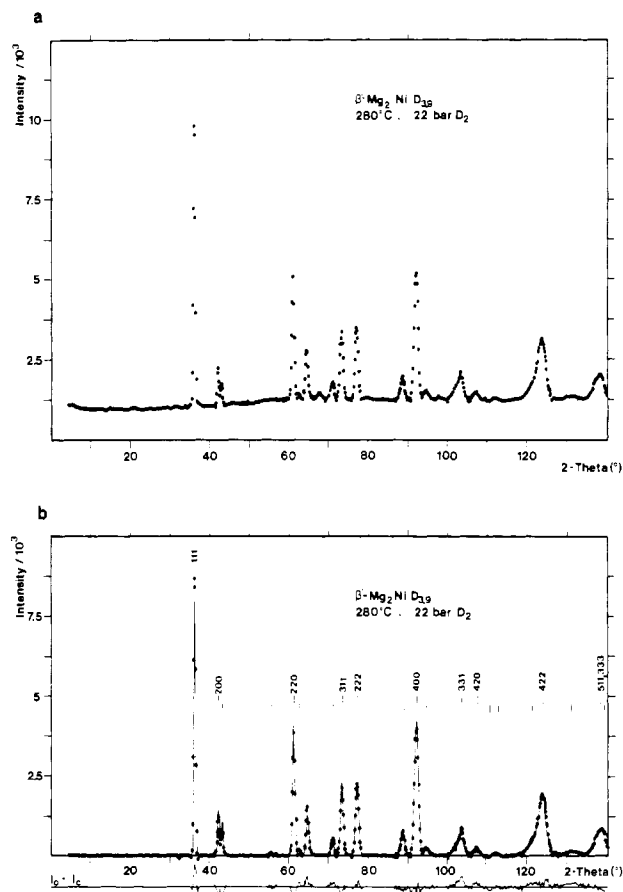 a
Intensity / 10³
β'-Mg₂ Ni D₃,₉
280°C . 22 bar D₂
10
7.5
5
2.5
20 40 60 80 100 120
2-Theta (°)
b
Intensity / 10³
β'-Mg₂ Ni D₃,₉
280°C . 22 bar D₂
111
200
220
311
222
400
331
420
422
511,333
7.5
5
2.5
I₀ - I꜀
20 40 60 80 100 120
2-Theta (°)